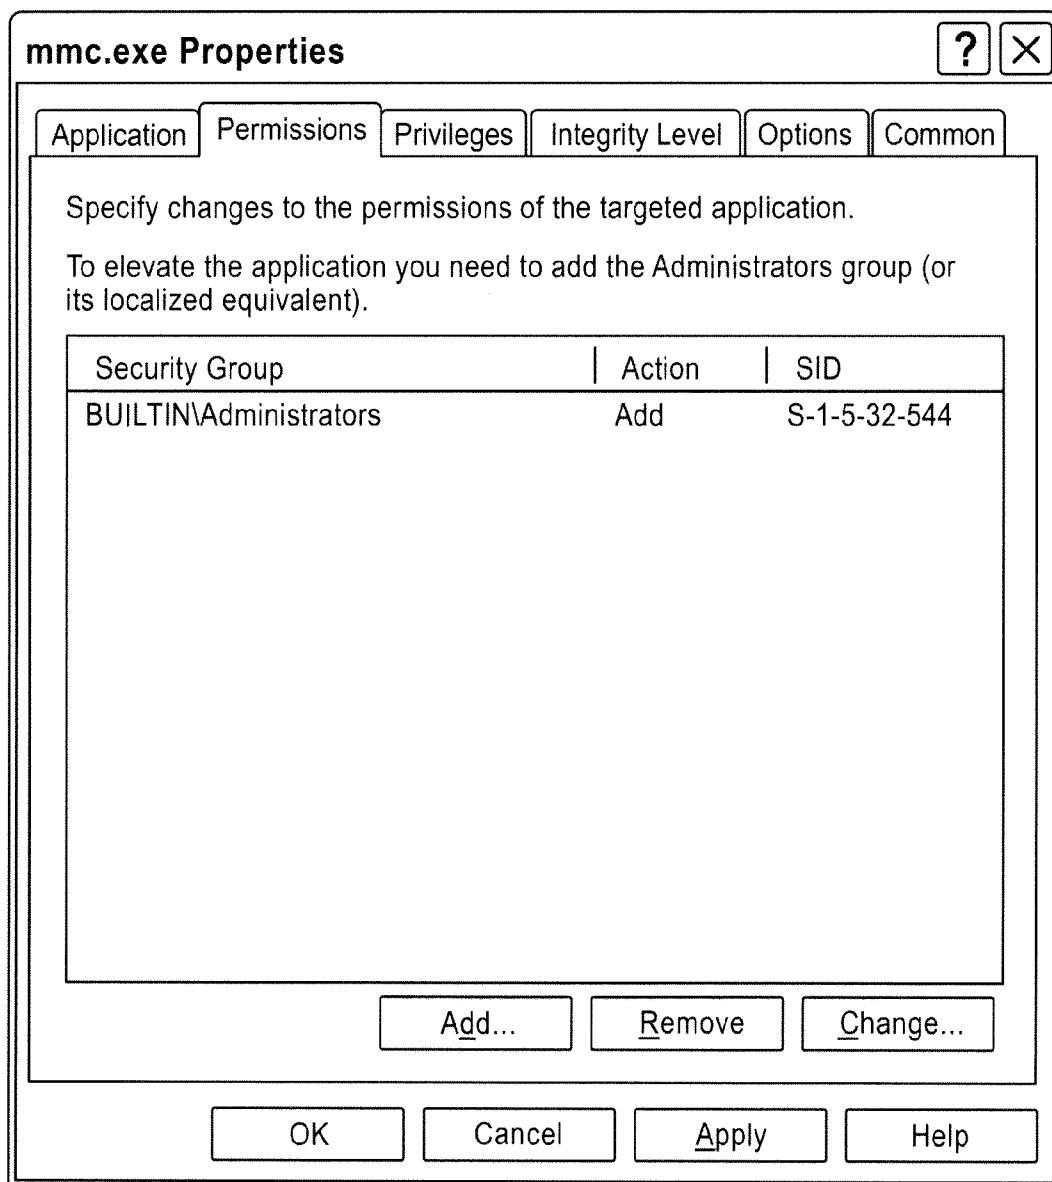 mmc.exe Properties ? X
Application Permissions Privileges Integrity Level Options Common
Specify changes to the permissions of the targeted application.
To elevate the application you need to add the Administrators group (or
its localized equivalent).
Security Group Action SID
BUILTIN\Administrators Add S-1-5-32-544
Add... Remove Change...
OK Cancel Apply Help